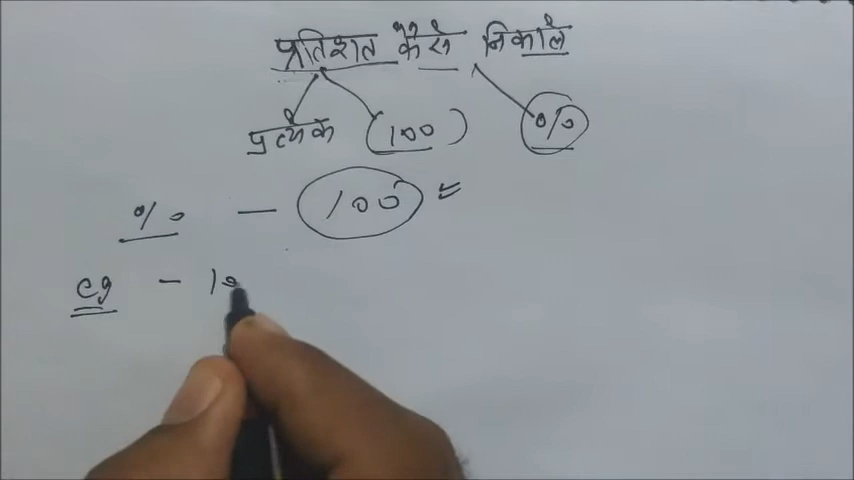 प्रतिशत कैसे निकाले
प्रत्येक (100) %
% - 100
eg - 10